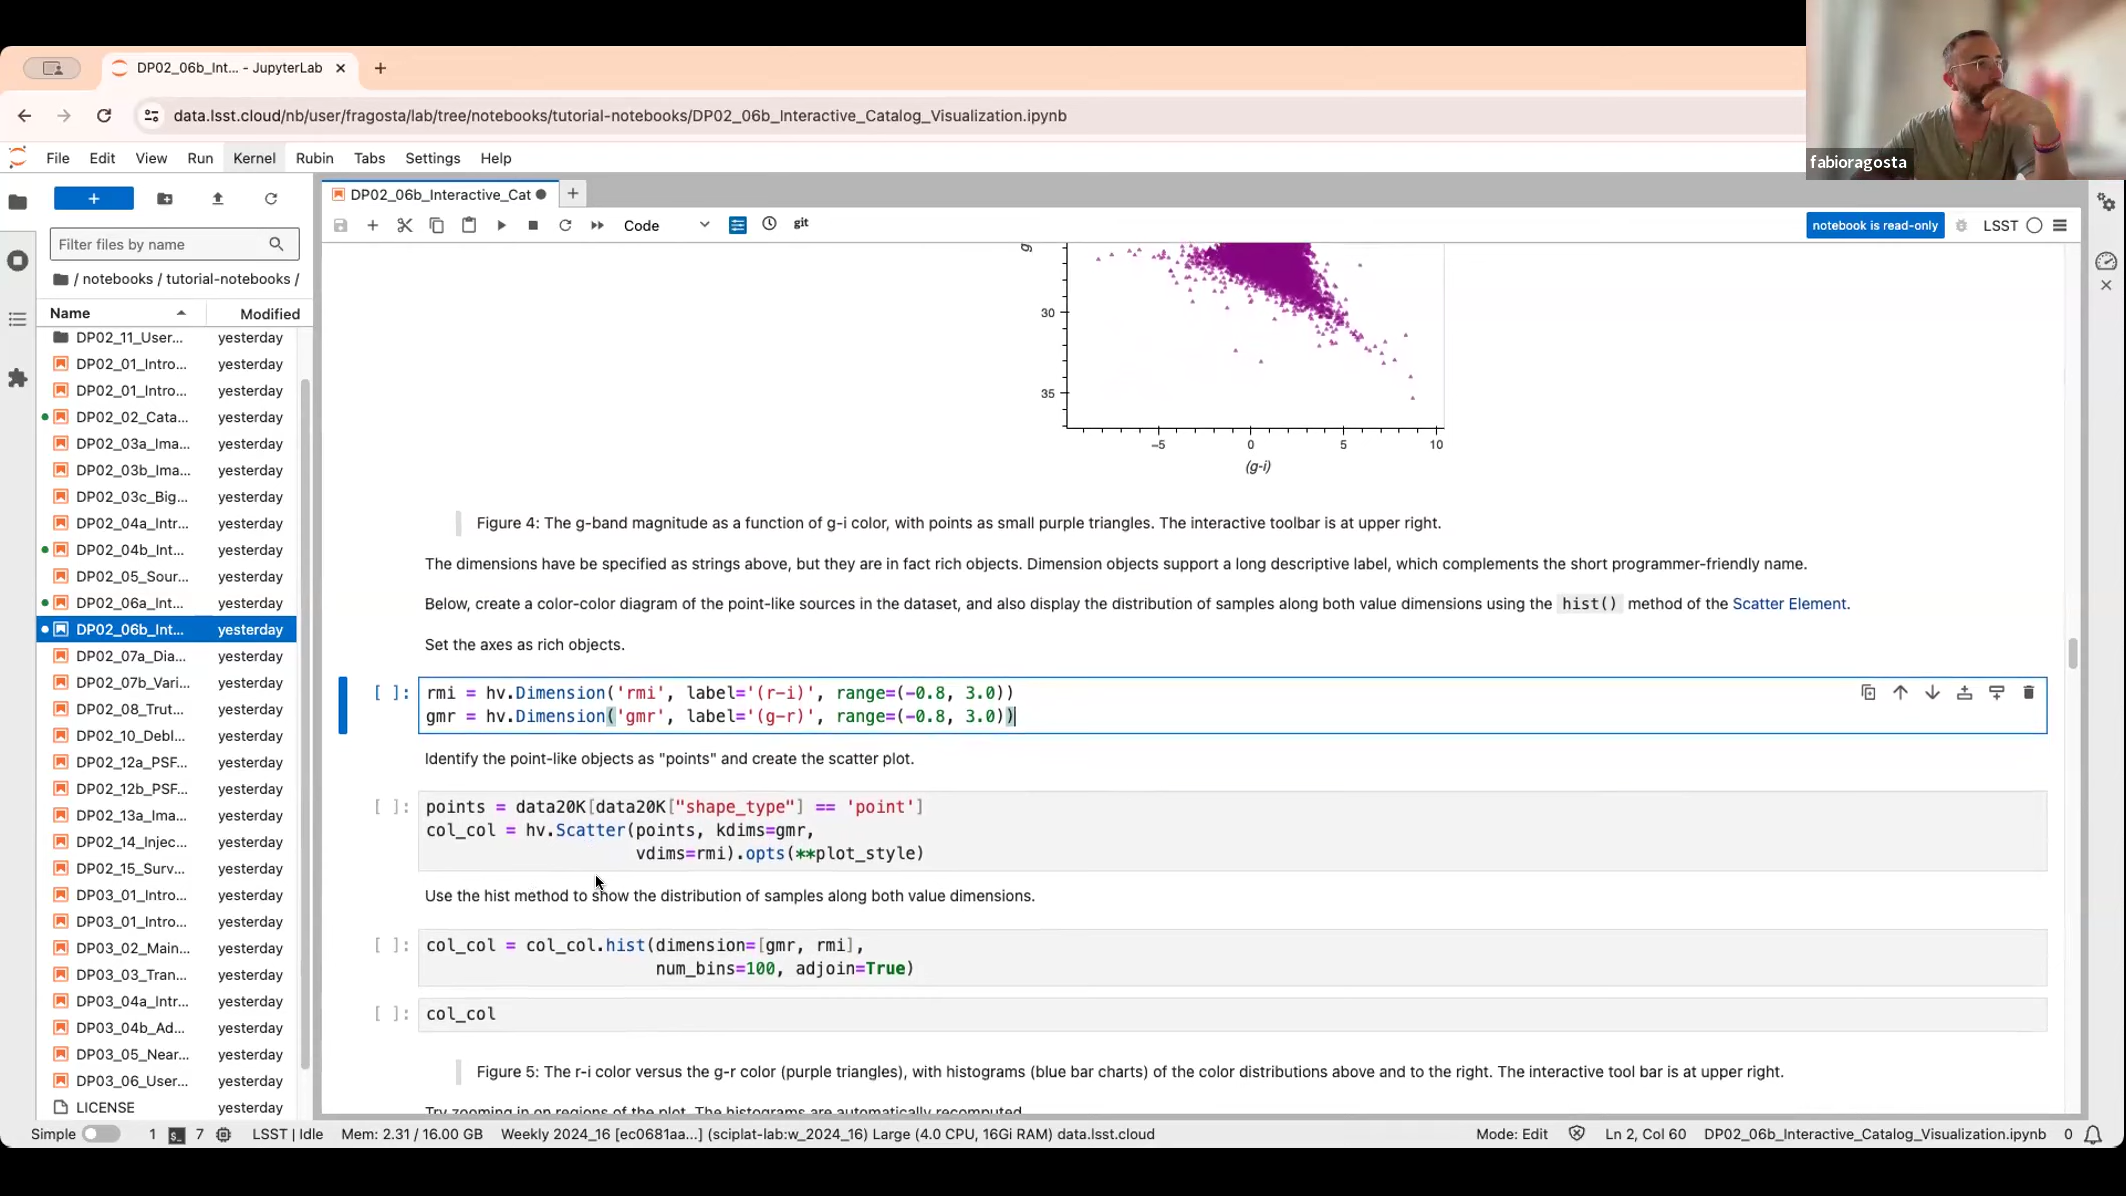 DP02_06b_Int... - JupyterLab
data.lsst.cloud/nb/user/fragosta/lab/tree/notebooks/tutorial-notebooks/DP02_06b_Interactive_Catalog_Visualization.ipynb
fabioragosta
File Edit View Run Kernel Rubin Tabs Settings Help
DP02_06b_Interactive_Cat
Code
git
notebook is read-only
LSST
Filter files by name
/ notebooks / tutorial-notebooks /
Name Modified
DP02_11_User... yesterday
DP02_01_Intro... yesterday
DP02_01_Intro... yesterday
DP02_02_Cata... yesterday
DP02_03a_Ima... yesterday
DP02_03b_Ima... yesterday
DP02_03c_Big... yesterday
DP02_04a_Intr... yesterday
DP02_04b_Int... yesterday
DP02_05_Sour... yesterday
DP02_06a_Int... yesterday
DP02_06b_Int... yesterday
DP02_07a_Dia... yesterday
DP02_07b_Vari... yesterday
DP02_08_Trut... yesterday
DP02_10_Debl... yesterday
DP02_12a_PSF... yesterday
DP02_12b_PSF... yesterday
DP02_13a_Ima... yesterday
DP02_14_Injec... yesterday
DP02_15_Surv... yesterday
DP03_01_Intro... yesterday
DP03_01_Intro... yesterday
DP03_02_Main... yesterday
DP03_03_Tran... yesterday
DP03_04a_Intr... yesterday
DP03_04b_Ad... yesterday
DP03_05_Near... yesterday
DP03_06_User... yesterday
LICENSE yesterday
g
30
35
−5 0 5 10
(g-i)
Figure 4: The g-band magnitude as a function of g-i color, with points as small purple triangles. The interactive toolbar is at upper right.
The dimensions have be specified as strings above, but they are in fact rich objects. Dimension objects support a long descriptive label, which complements the short programmer-friendly name.
Below, create a color-color diagram of the point-like sources in the dataset, and also display the distribution of samples along both value dimensions using the hist() method of the Scatter Element.
Set the axes as rich objects.
[ ]: rmi = hv.Dimension('rmi', label='(r-i)', range=(-0.8, 3.0))
gmr = hv.Dimension('gmr', label='(g-r)', range=(-0.8, 3.0))
Identify the point-like objects as "points" and create the scatter plot.
[ ]: points = data20K[data20K["shape_type"] == 'point']
col_col = hv.Scatter(points, kdims=gmr,
vdims=rmi).opts(**plot_style)
Use the hist method to show the distribution of samples along both value dimensions.
[ ]: col_col = col_col.hist(dimension=[gmr, rmi],
num_bins=100, adjoin=True)
[ ]: col_col
Figure 5: The r-i color versus the g-r color (purple triangles), with histograms (blue bar charts) of the color distributions above and to the right. The interactive tool bar is at upper right.
Try zooming in on regions of the plot. The histograms are automatically recomputed.
Simple 1 7 LSST | Idle Mem: 2.31 / 16.00 GB Weekly 2024_16 [ec0681aa...] (sciplat-lab:w_2024_16) Large (4.0 CPU, 16Gi RAM) data.lsst.cloud Mode: Edit Ln 2, Col 60 DP02_06b_Interactive_Catalog_Visualization.ipynb 0